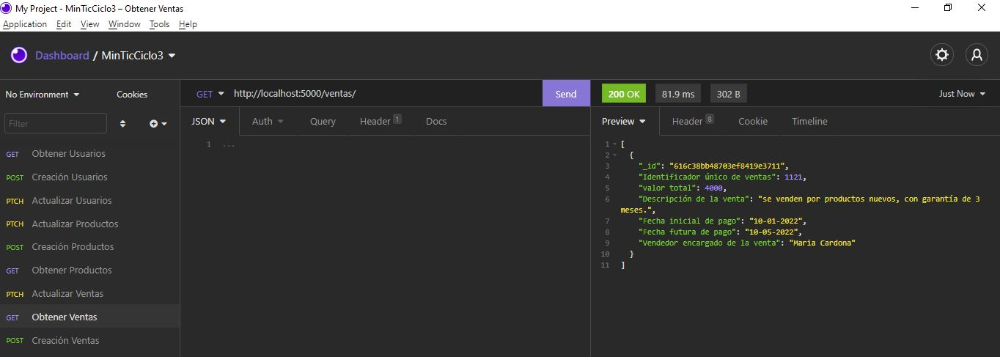 My Project - MinTicCiclo3 – Obtener Ventas
Application Edit View Window Tools Help
Dashboard / MinTicCiclo3
No Environment Cookies
Filter
GET Obtener Usuarios
POST Creación Usuarios
PTCH Actualizar Usuarios
PTCH Actualizar Productos
POST Creación Productos
GET Obtener Productos
PTCH Actualizar Ventas
GET Obtener Ventas
POST Creación Ventas
GET http://localhost:5000/ventas/ Send
JSON Auth Query Header 1 Docs
1 ...
200 OK 81.9 ms 302 B Just Now
Preview Header 8 Cookie Timeline
1 [
2 {
3 "_id": "616c38bb48703ef8419e3711",
4 "Identificador único de ventas": 1121,
5 "valor total": 4000,
6 "Descripción de la venta": "se venden por productos nuevos, con garantía de 3
meses.",
7 "Fecha inicial de pago": "10-01-2022",
8 "Fecha futura de pago": "10-05-2022",
9 "Vendedor encargado de la venta": "Maria Cardona"
10 }
11 ]